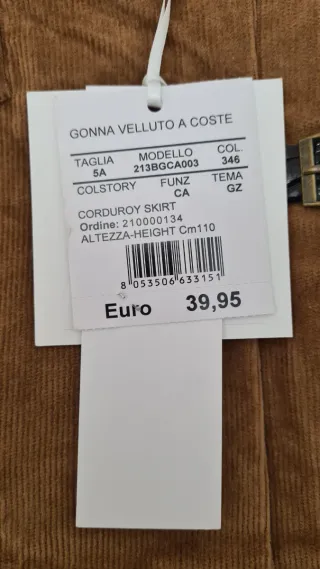 GONNA VELLUTO A COSTE
TAGLIA MODELLO COL.
5A 213BGCA003 346
COLSTORY FUNZ TEMA
CA GZ
CORDUROY SKIRT
Ordine: 210000134
ALTEZZA-HEIGHT Cm110
8 053506 633151
Euro 39,95